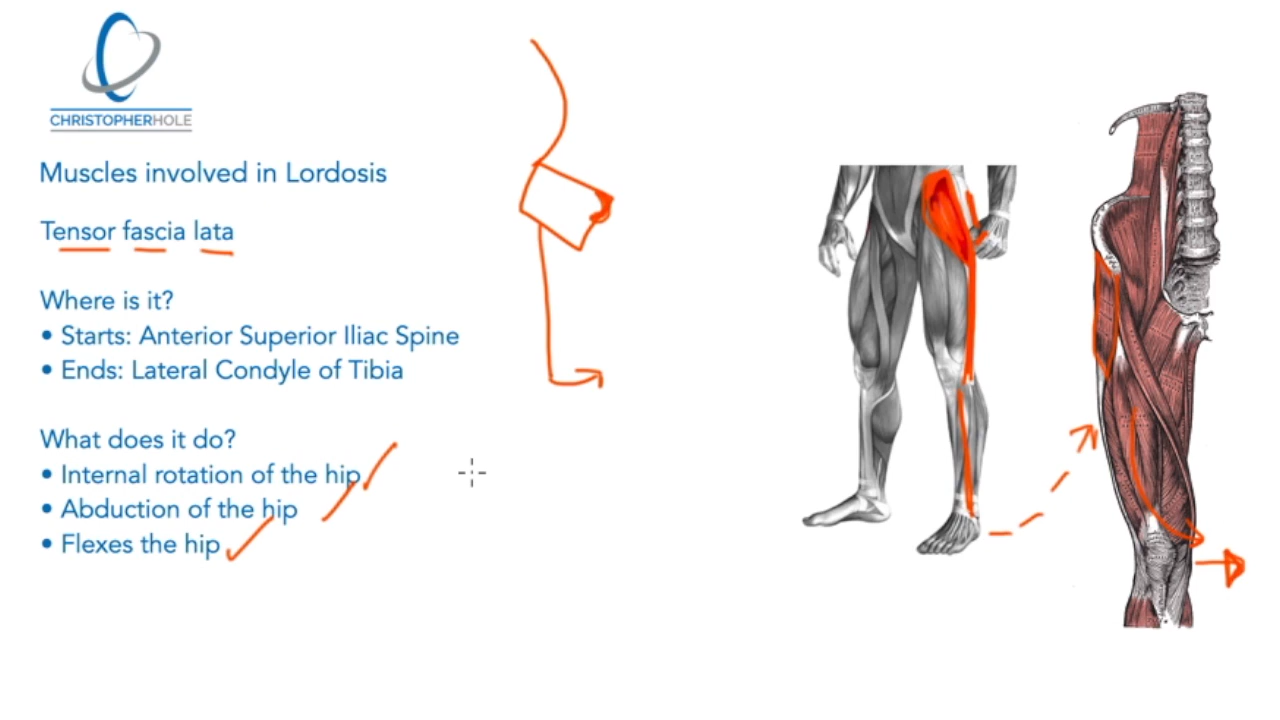 CHRISTOPHERHOLE
Muscles involved in Lordosis
Tensor fascia lata
Where is it?
• Starts: Anterior Superior Iliac Spine
• Ends: Lateral Condyle of Tibia
What does it do?
• Internal rotation of the hip
• Abduction of the hip
• Flexes the hip